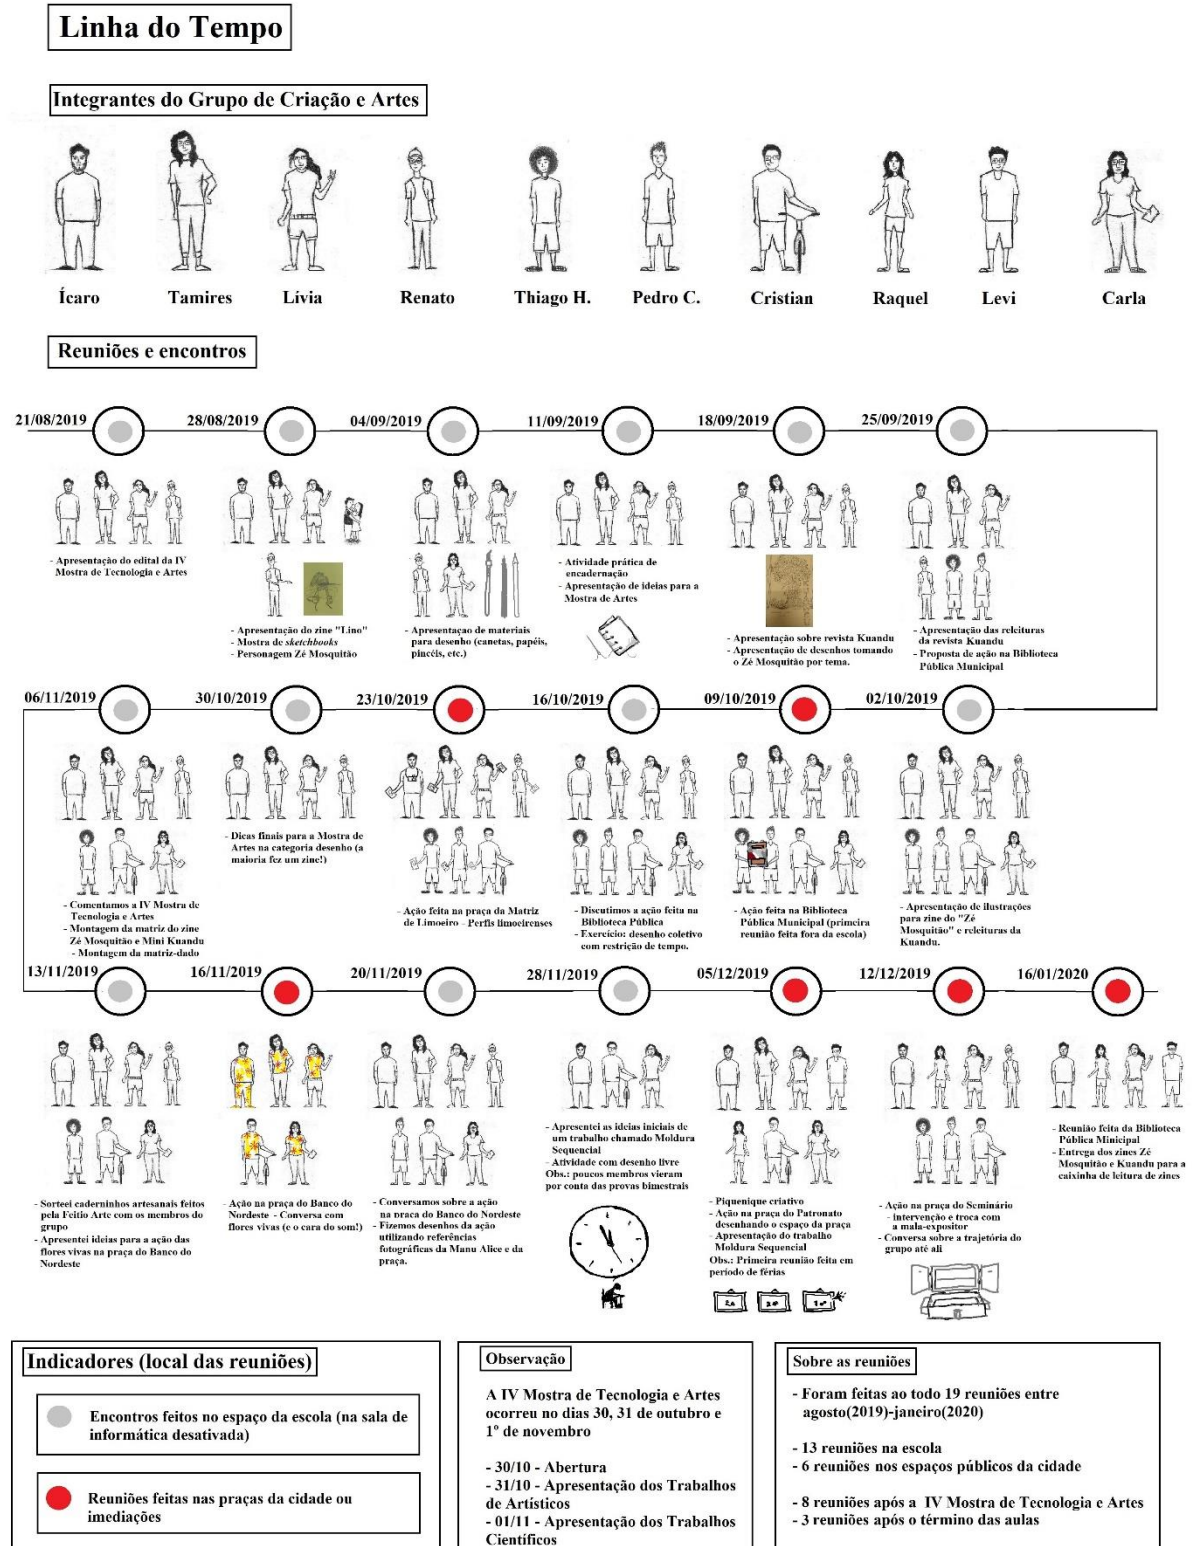 Linha do Tempo
Integrantes do Grupo de Criação e Artes
Ícaro
Tamires
Lívia
Renato
Thiago H.
Pedro C.
Cristian
Raquel
Levi
Carla
Reuniões e encontros
21/08/2019
28/08/2019
04/09/2019
11/09/2019
18/09/2019
25/09/2019
- Apresentação do edital da IV
Mostra de Tecnologia e Artes
- Apresentação do zine "Lino"
- Mostra de sketchbooks
- Personagem Zé Mosquitão
- Apresentaçao de materiais
para desenho (canetas, papéis,
pincéis, etc.)
- Atividade prática de
encadernação
- Apresentação de ideias para a
Mostra de Artes
- Apresentação sobre revista Kuandu
- Apresentação de desenhos tomando
o Zé Mosquitão por tema.
- Apresentação das releituras
da revista Kuandu
- Proposta de ação na Biblioteca
Pública Municipal
06/11/2019
30/10/2019
23/10/2019
16/10/2019
09/10/2019
02/10/2019
- Comentamos a IV Mostra de
Tecnologia e Artes
- Montagem da matriz do zine
Zé Mosquitão e Mini Kuandu
- Montagem da matriz-dado
- Dicas finais para a Mostra de
Artes na categoria desenho (a
maioria fez um zine!)
- Ação feita na praça da Matriz
de Limoeiro - Perfis limoeirenses
- Discutimos a ação feita na
Biblioteca Pública
- Exercício: desenho coletivo
com restrição de tempo.
- Ação feita na Biblioteca
Pública Municipal (primeira
reunião feita fora da escola)
- Apresentação de ilustrações
para zine do "Zé
Mosquitão" e releituras da
Kuandu.
13/11/2019
16/11/2019
20/11/2019
28/11/2019
05/12/2019
12/12/2019
16/01/2020
- Sorteei caderninhos artesanais feitos
pela Feitio Arte com os membros do
grupo
- Apresentei ideias para a ação das
flores vivas na praça do Banco do
Nordeste
- Ação na praça do Banco do
Nordeste - Conversa com
flores vivas (e o cara do som!)
- Conversamos sobre a ação
na praca do Banco do Nordeste
- Fizemos desenhos da ação
utilizando referências
fotográficas da Manu Alice e da
praça.
- Apresentei as ideias iniciais de
um trabalho chamado Moldura
Sequencial
- Atividade com desenho livre
Obs.: poucos membros vieram
por conta das provas bimestrais
- Piquenique criativo
- Ação na praça do Patronato
desenhando o espaço da praça
- Apresentação do trabalho
Moldura Sequencial
Obs.: Primeira reunião feita em
período de férias
- Ação na praça do Seminário
- intervenção e troca com
a mala-expositor
- Conversa sobre a trajetória do
grupo até ali
- Reunião feita da Biblioteca
Pública Minicipal
- Entrega dos zines Zé
Mosquitão e Kuandu para a
caixinha de leitura de zines
Indicadores (local das reuniões)
Encontros feitos no espaço da escola (na sala de
informática desativada)
Reuniões feitas nas praças da cidade ou
imediações
Observação
A IV Mostra de Tecnologia e Artes
ocorreu no dias 30, 31 de outubro e
1º de novembro
- 30/10 - Abertura
- 31/10 - Apresentação dos Trabalhos
de Artísticos
- 01/11 - Apresentação dos Trabalhos
Científicos
Sobre as reuniões
- Foram feitas ao todo 19 reuniões entre
agosto(2019)-janeiro(2020)
- 13 reuniões na escola
- 6 reuniões nos espaços públicos da cidade
- 8 reuniões após a IV Mostra de Tecnologia e Artes
- 3 reuniões após o término das aulas